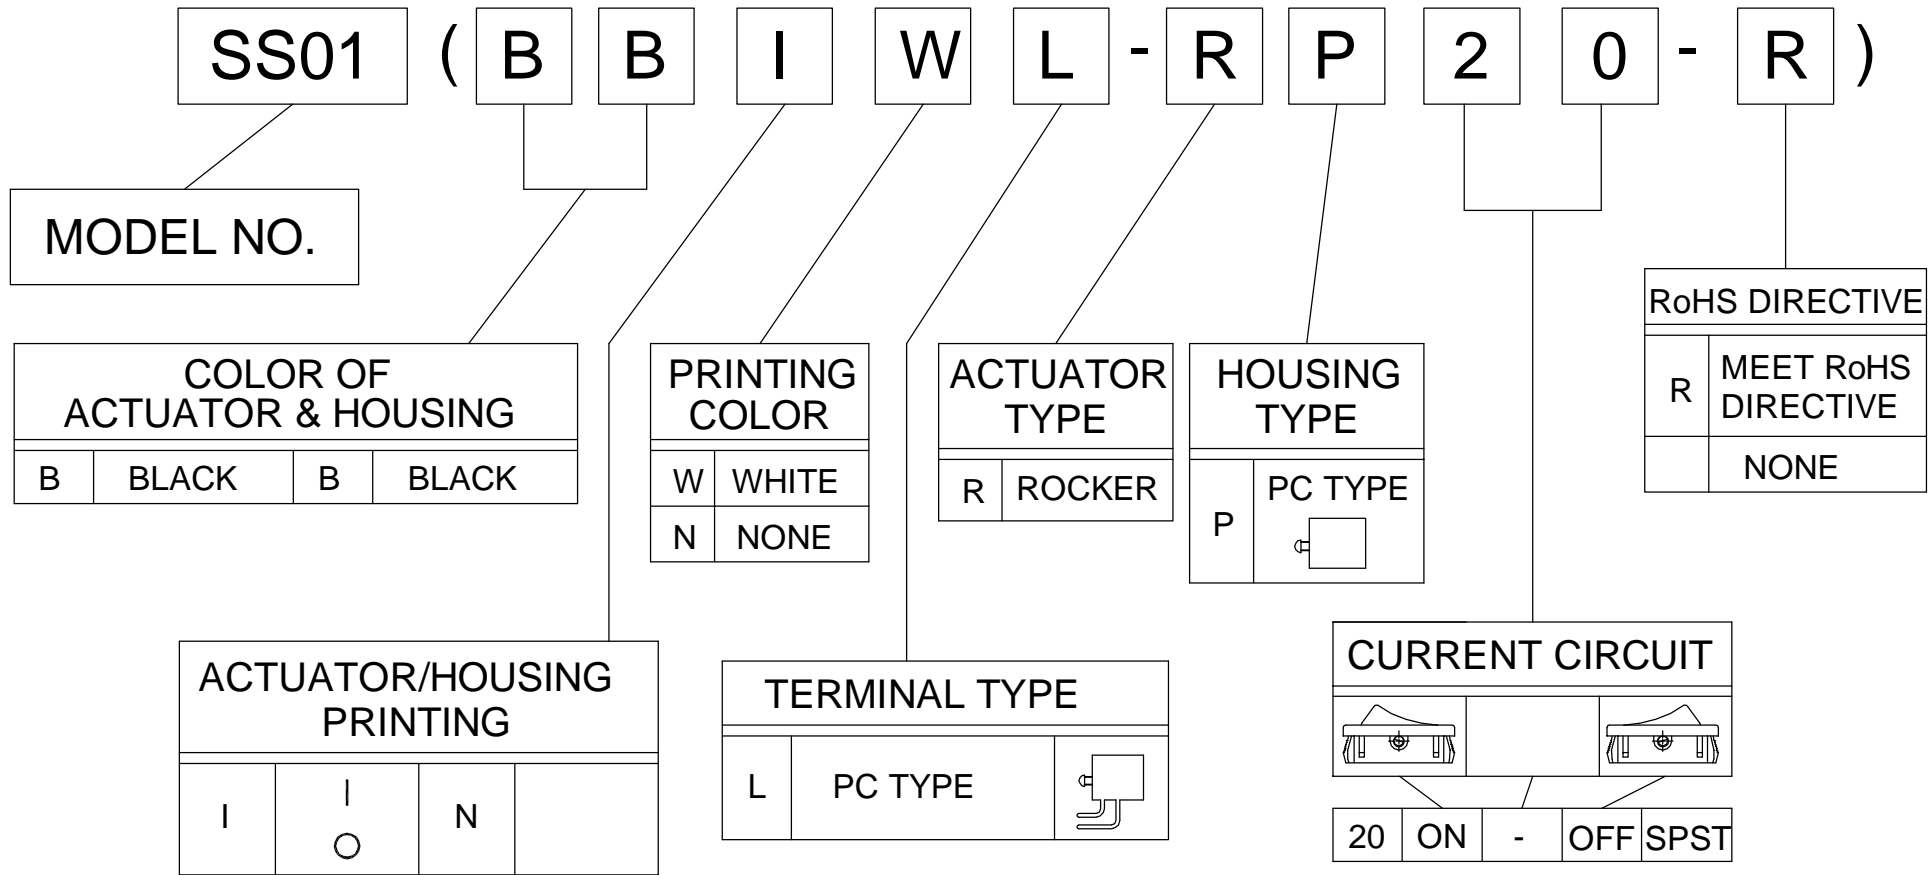 SS01 ( B B I W L - R P 2 0 - R )
MODEL NO.
COLOR OF
ACTUATOR & HOUSING
B BLACK B BLACK
PRINTING
COLOR
W WHITE
N NONE
ACTUATOR
TYPE
R ROCKER
HOUSING
TYPE
P PC TYPE
RoHS DIRECTIVE
R MEET RoHS
DIRECTIVE
NONE
ACTUATOR/HOUSING
PRINTING
I I O N
TERMINAL TYPE
L PC TYPE
CURRENT CIRCUIT
20 ON - OFF SPST